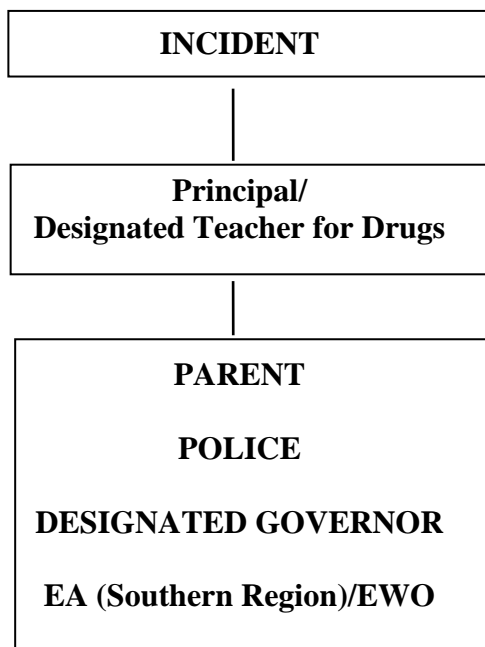 INCIDENT
Principal/
Designated Teacher for Drugs
PARENT
POLICE
DESIGNATED GOVERNOR
EA (Southern Region)/EWO